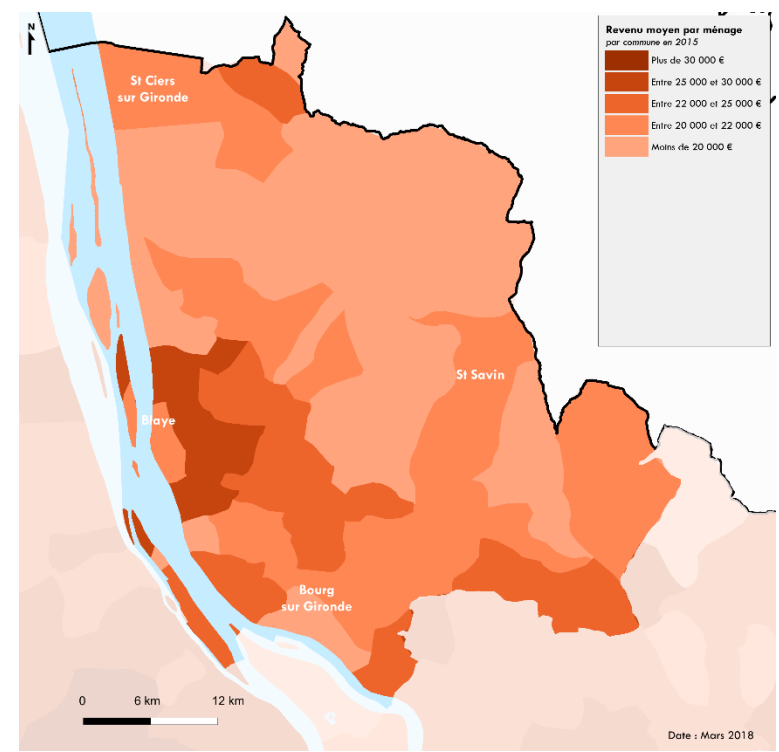 N
Revenu moyen par ménage
par commune en 2015
Plus de 30 000 €
Entre 25 000 et 30 000 €
Entre 22 000 et 25 000 €
Entre 20 000 et 22 000 €
Moins de 20 000 €
St Ciers
sur Gironde
St Savin
Blaye
Bourg
sur Gironde
0 6 km 12 km
Date : Mars 2018